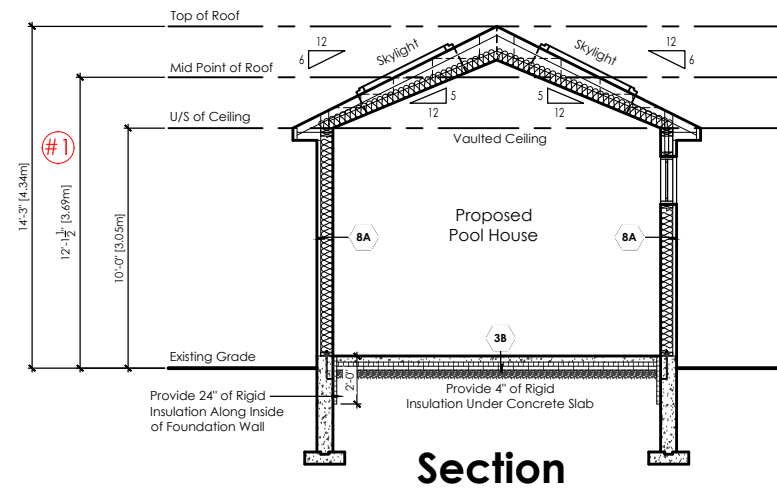 Top of Roof
12
6
Skylight
Skylight
12
6
Mid Point of Roof
5
12
5
12
U/S of Ceiling
Vaulted Ceiling
#1
14'-3" [4.34m]
12'-1 1/2" [3.69m]
10'-0" [3.05m]
Proposed
Pool House
8A
8A
3B
Existing Grade
2'-0"
Provide 24" of Rigid
Insulation Along Inside
of Foundation Wall
Provide 4" of Rigid
Insulation Under Concrete Slab
Section